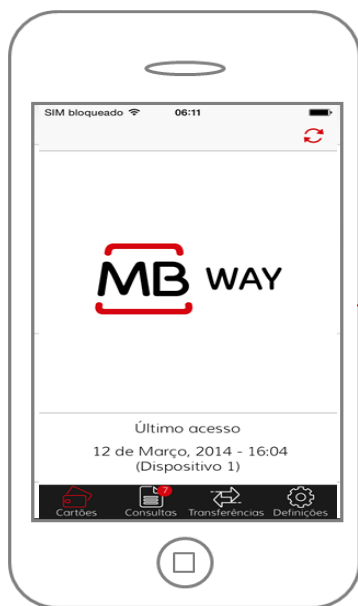 SIM bloqueado 06:11
MB WAY
Último acesso
12 de Março, 2014 - 16:04
(Dispositivo 1)
7
Cartões Consultas Transferências Definições